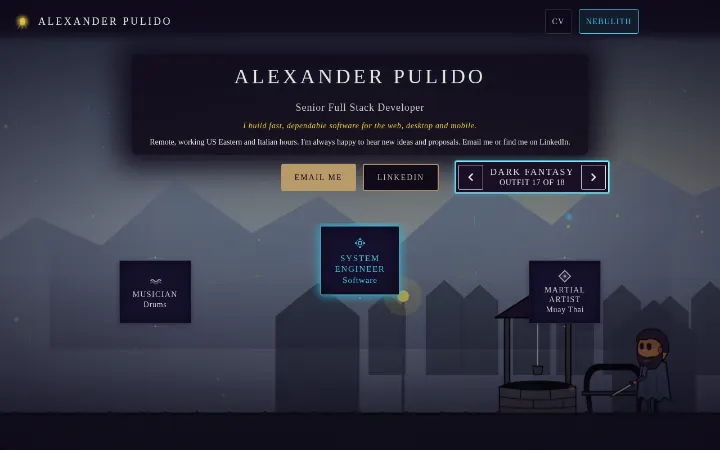 ALEXANDER PULIDO
CV
NEBULITH
ALEXANDER PULIDO
Senior Full Stack Developer
I build fast, dependable software for the web, desktop and mobile.
Remote, working US Eastern and Italian hours. I'm always happy to hear new ideas and proposals. Email me or find me on LinkedIn.
EMAIL ME
LINKEDIN
DARK FANTASY
OUTFIT 17 OF 18
SYSTEM
ENGINEER
Software
MUSICIAN
Drums
MARTIAL
ARTIST
Muay Thai